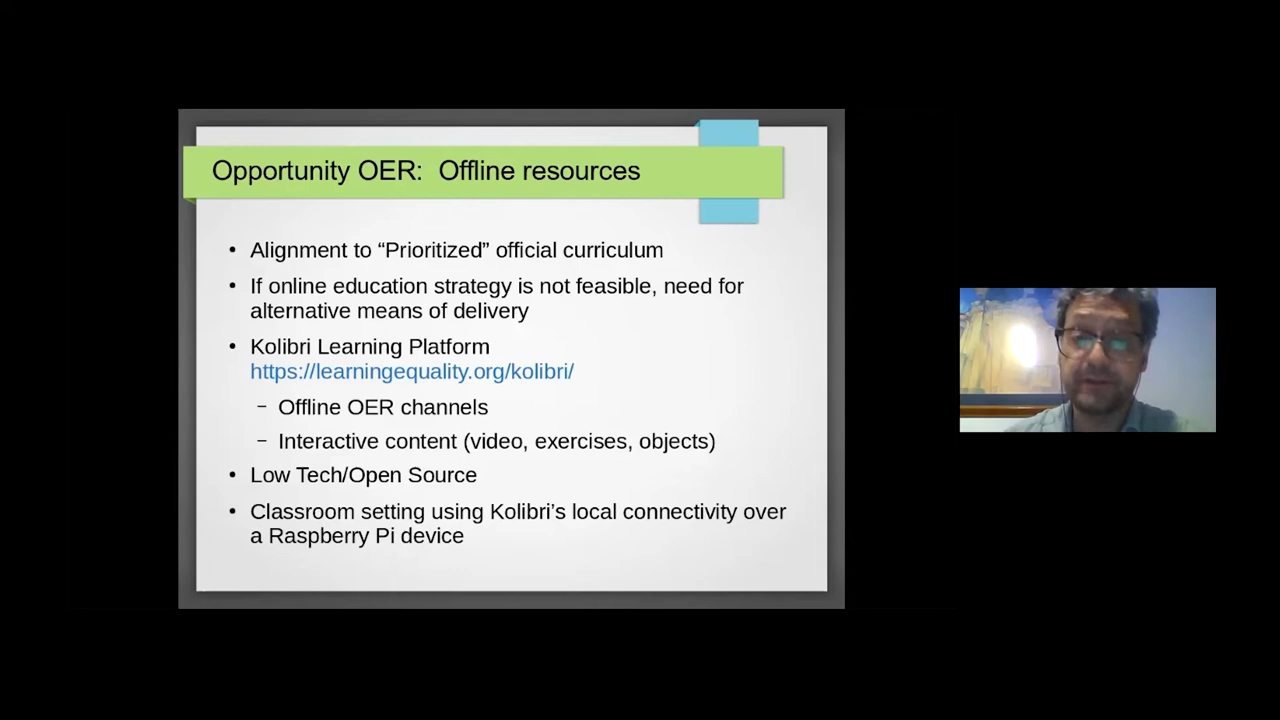 Opportunity OER: Offline resources
• Alignment to “Prioritized” official curriculum
• If online education strategy is not feasible, need for
alternative means of delivery
• Kolibri Learning Platform
https://learningequality.org/kolibri/
– Offline OER channels
– Interactive content (video, exercises, objects)
• Low Tech/Open Source
• Classroom setting using Kolibri’s local connectivity over
a Raspberry Pi device